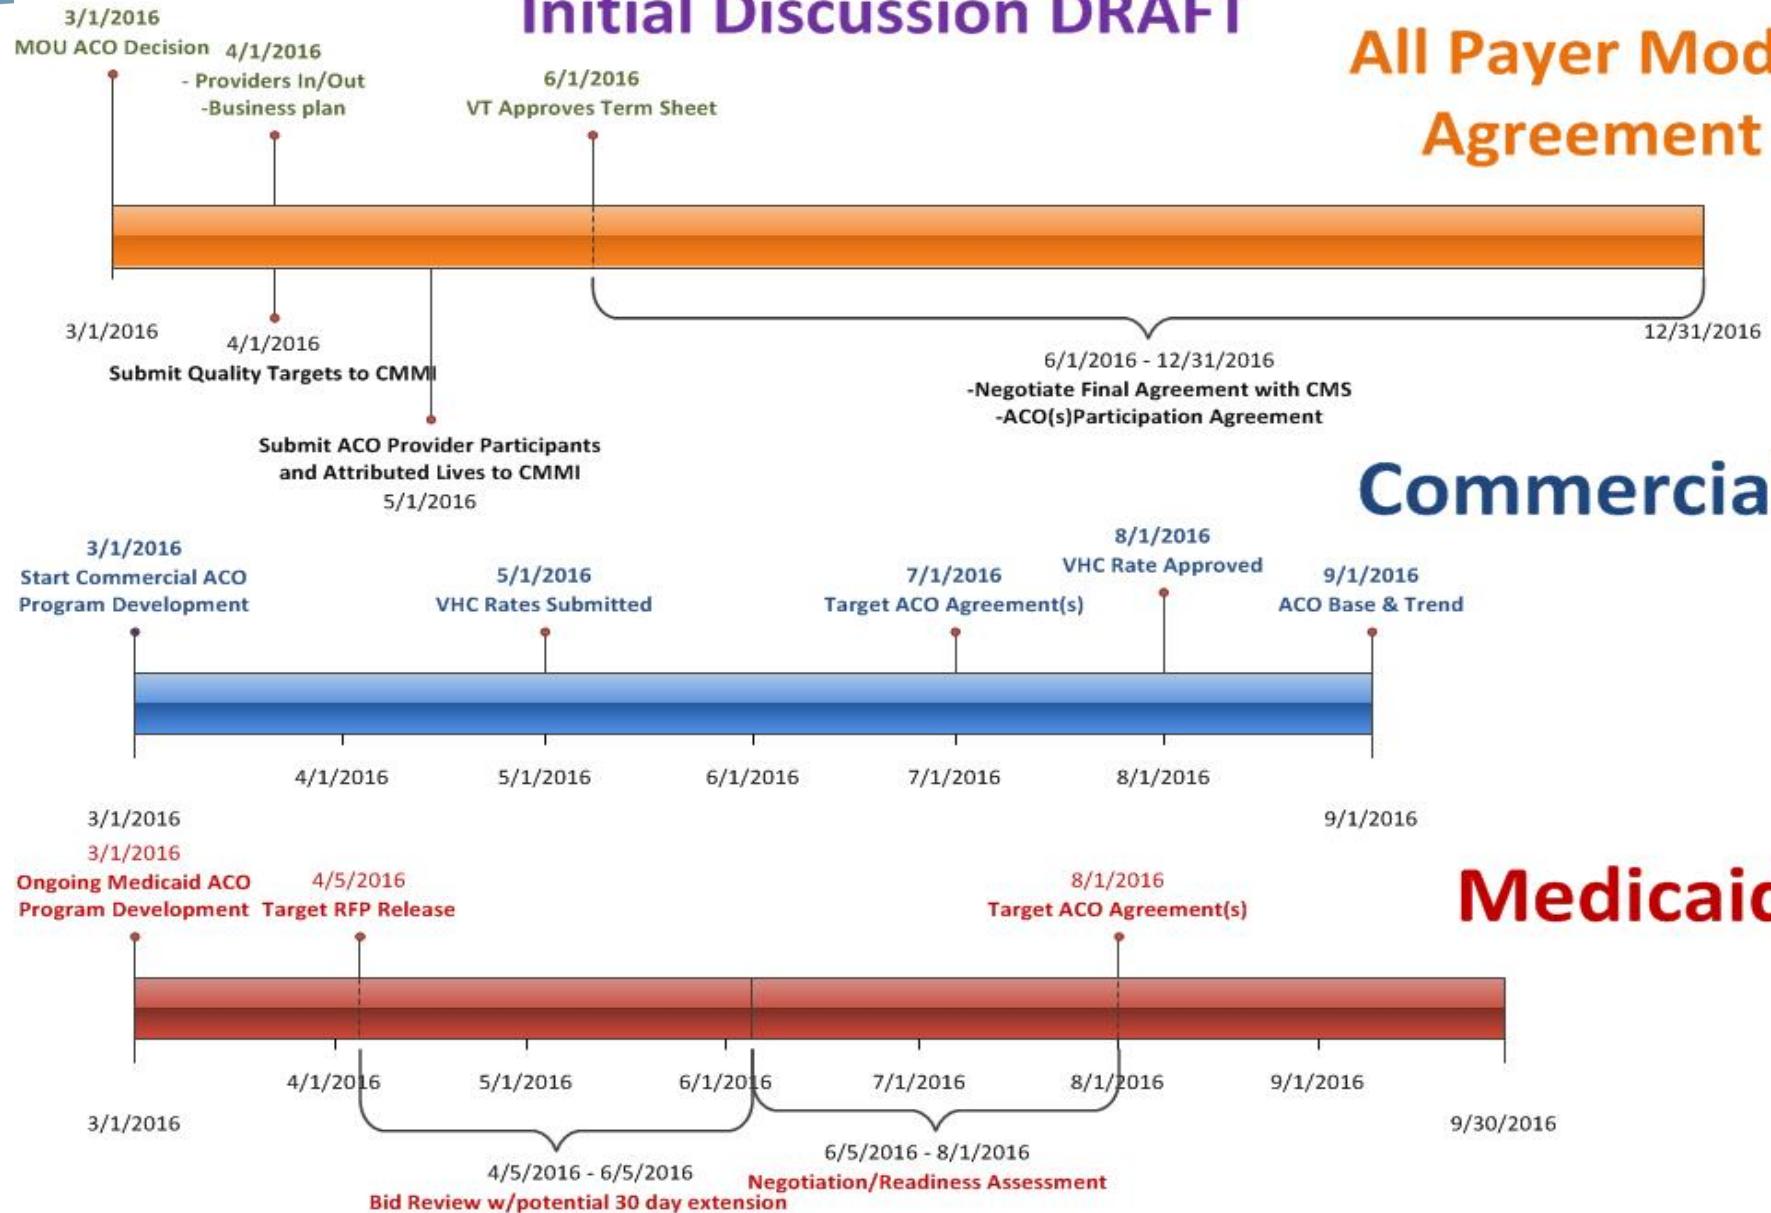 Initial Discussion DRAFT
All Payer Mod
Agreement
3/1/2016
MOU ACO Decision
4/1/2016
- Providers In/Out
-Business plan
6/1/2016
VT Approves Term Sheet
3/1/2016
4/1/2016
Submit Quality Targets to CMMI
Submit ACO Provider Participants
and Attributed Lives to CMMI
5/1/2016
6/1/2016 - 12/31/2016
-Negotiate Final Agreement with CMS
-ACO(s)Participation Agreement
12/31/2016
Commercia
3/1/2016
Start Commercial ACO
Program Development
5/1/2016
VHC Rates Submitted
7/1/2016
Target ACO Agreement(s)
8/1/2016
VHC Rate Approved
9/1/2016
ACO Base & Trend
4/1/2016
5/1/2016
6/1/2016
7/1/2016
8/1/2016
3/1/2016
9/1/2016
Medicaid
3/1/2016
Ongoing Medicaid ACO
Program Development
4/5/2016
Target RFP Release
8/1/2016
Target ACO Agreement(s)
4/1/2016
5/1/2016
6/1/2016
7/1/2016
8/1/2016
9/1/2016
3/1/2016
9/30/2016
4/5/2016 - 6/5/2016
Bid Review w/potential 30 day extension
6/5/2016 - 8/1/2016
Negotiation/Readiness Assessment